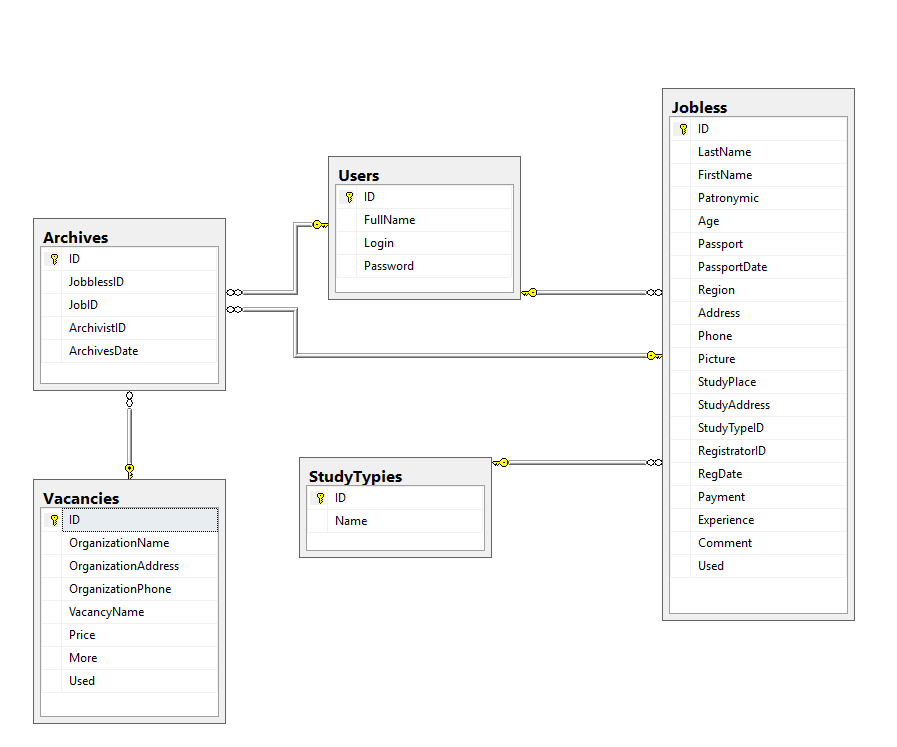 Jobless
ID
LastName
FirstName
Patronymic
Age
Passport
PassportDate
Region
Address
Phone
Picture
StudyPlace
StudyAddress
StudyTypeID
RegistratorID
RegDate
Payment
Experience
Comment
Used
Users
ID
FullName
Login
Password
Archives
ID
JobblessID
JobID
ArchivistID
ArchivesDate
StudyTypies
ID
Name
Vacancies
ID
OrganizationName
OrganizationAddress
OrganizationPhone
VacancyName
Price
More
Used